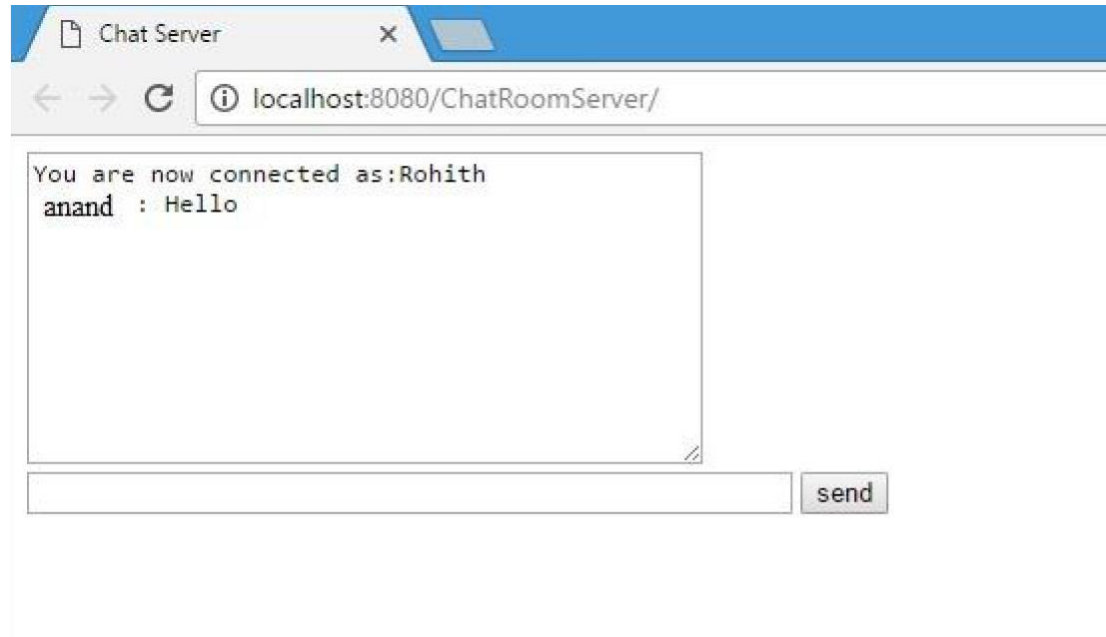 Chat Server
localhost:8080/ChatRoomServer/
You are now connected as:Rohith
anand : Hello
send